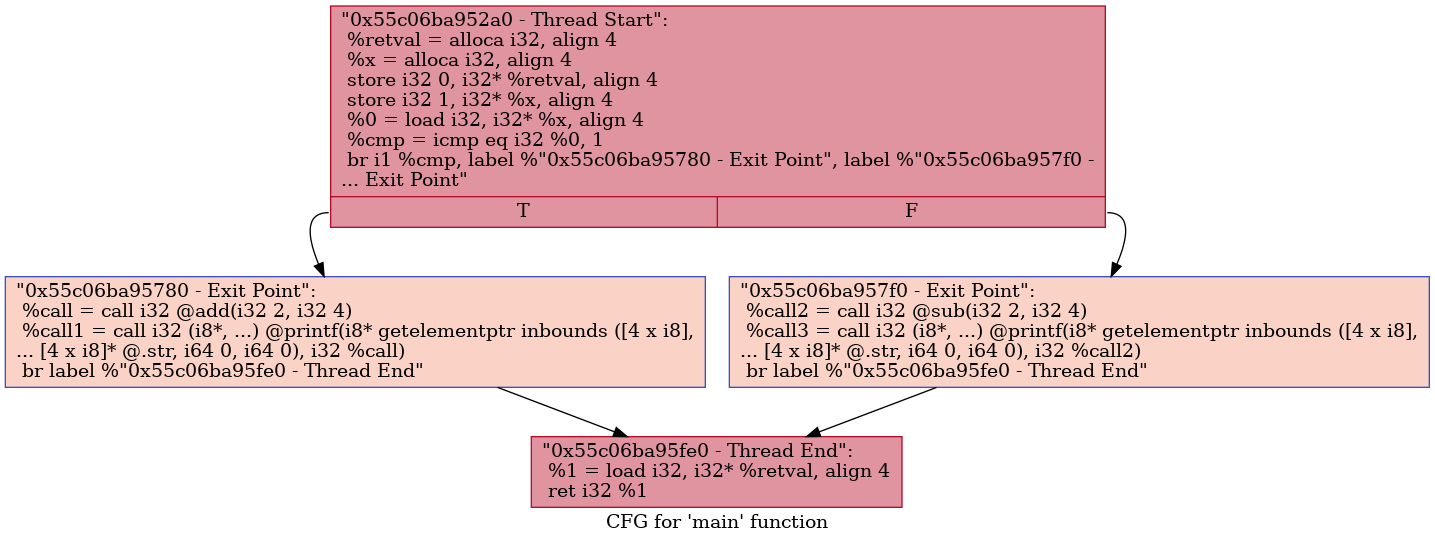 "0x55c06ba952a0 - Thread Start":
%retval = alloca i32, align 4
%x = alloca i32, align 4
store i32 0, i32* %retval, align 4
store i32 1, i32* %x, align 4
%0 = load i32, i32* %x, align 4
%cmp = icmp eq i32 %0, 1
br i1 %cmp, label %"0x55c06ba95780 - Exit Point", label %"0x55c06ba957f0 -
... Exit Point"
T
F
"0x55c06ba95780 - Exit Point":
%call = call i32 @add(i32 2, i32 4)
%call1 = call i32 (i8*, ...) @printf(i8* getelementptr inbounds ([4 x i8],
... [4 x i8]* @.str, i64 0, i64 0), i32 %call)
br label %"0x55c06ba95fe0 - Thread End"
"0x55c06ba957f0 - Exit Point":
%call2 = call i32 @sub(i32 2, i32 4)
%call3 = call i32 (i8*, ...) @printf(i8* getelementptr inbounds ([4 x i8],
... [4 x i8]* @.str, i64 0, i64 0), i32 %call2)
br label %"0x55c06ba95fe0 - Thread End"
"0x55c06ba95fe0 - Thread End":
%1 = load i32, i32* %retval, align 4
ret i32 %1
CFG for 'main' function